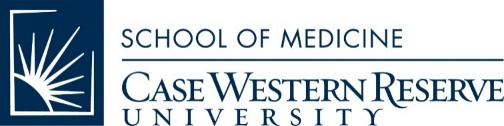 SCHOOL OF MEDICINE
CASE WESTERN RESERVE
UNIVERSITY